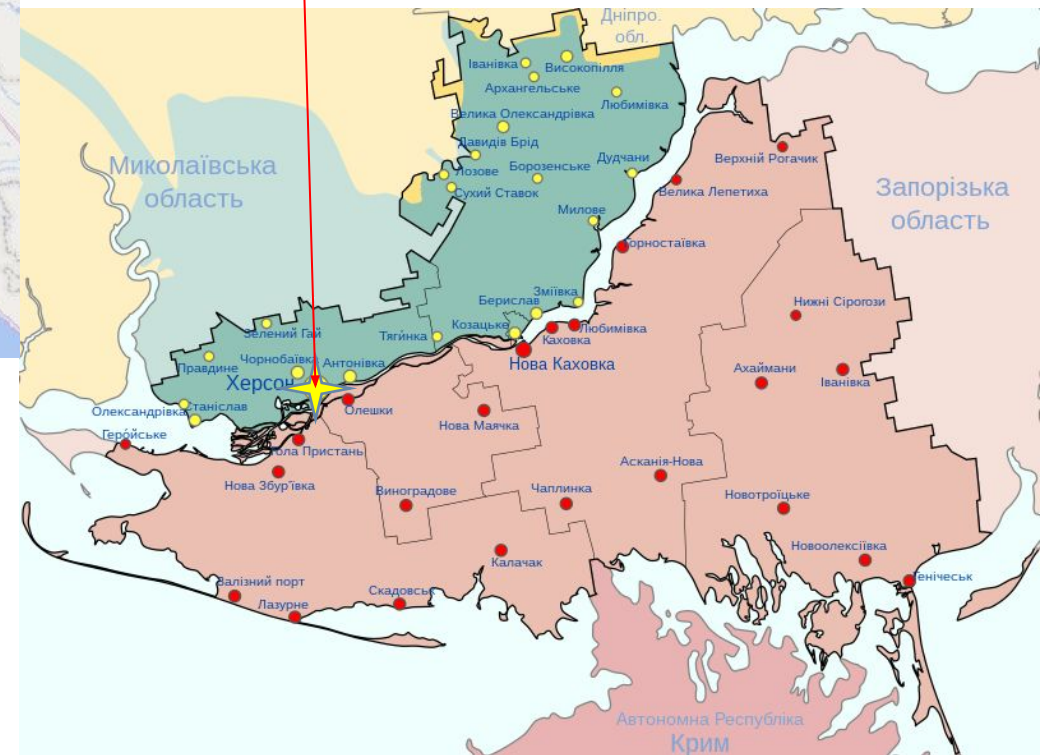 Дніпро.
обл.
Іванівка
Високопілля
Архангельське
Любимівка
Велика Олександрівка
Давидів Брід
Миколаївська
область
Лозове
Борозенське
Дудчани
Верхній Рогачик
Сухий Ставок
Велика Лепетиха
Запорізька
область
Милове
Горностаївка
Зміївка
Берислав
Нижні Сірогози
Зелений Гай
Тягинка
Козацьке
Каховка
Любимівка
Правдине
Чорнобаївка
Антонівка
Нова Каховка
Ахаймани
Іванівка
Херсон
Олександрівка
Станіслав
Олешки
Нова Маячка
Геройське
Гола Пристань
Асканія-Нова
Нова Збур'ївка
Виноградове
Чаплинка
Новотроїцьке
Новоолексіївка
Калачак
Генічеськ
Залізний порт
Скадовськ
Лазурне
Автономна Республіка
Крим